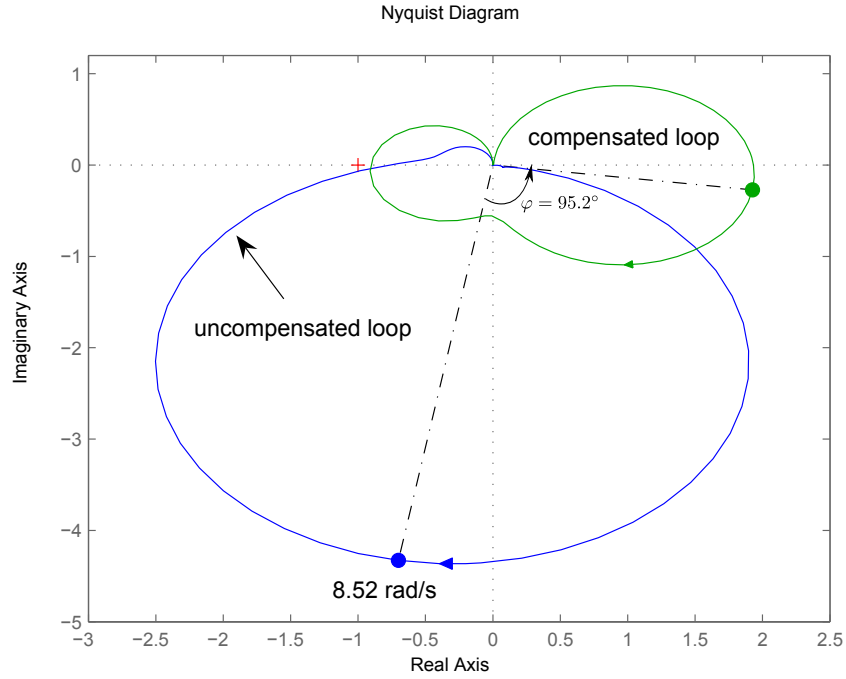 Nyquist Diagram
1
0
−1
−2
−3
−4
−5
Imaginary Axis
compensated loop
φ = 95.2°
uncompensated loop
8.52 rad/s
−3 −2.5 −2 −1.5 −1 −0.5 0 0.5 1 1.5 2 2.5
Real Axis